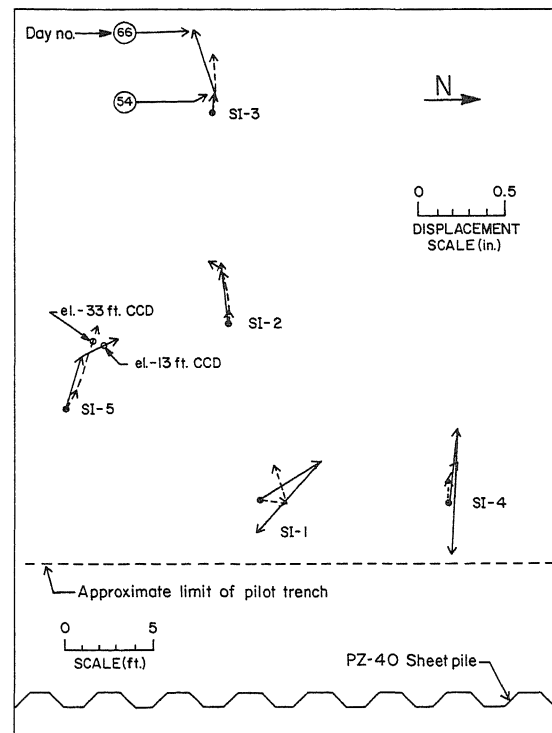 Day no.
66
54
SI-3
N
0 0.5
DISPLACEMENT
SCALE (in.)
el.-33 ft. CCD
SI-2
el.-13 ft. CCD
SI-5
SI-4
SI-1
Approximate limit of pilot trench
0 5
SCALE (ft.)
PZ-40 Sheet pile